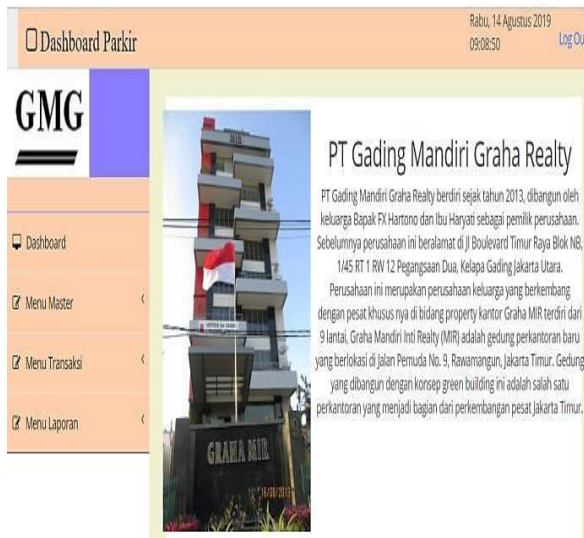 Dashboard Parkir
Rabu, 14 Agustus 2019
09:08:50
Log Ou
GMG
Dashboard
Menu Master
Menu Transaksi
Menu Laporan
MIR
GRAHA MIR
16/09/2013
PT Gading Mandiri Graha Realty
PT Gading Mandiri Graha Realty berdiri sejak tahun 2013, dibangun oleh
keluarga Bapak FX Hartono dan Ibu Haryati sebagai pemilik perusahaan.
Sebelumnya perusahaan ini beralamat di Jl Boulevard Timur Raya Blok NB,
1/45 RT 1 RW 12 Pegangsaan Dua, Kelapa Gading Jakarta Utara.
Perusahaan ini merupakan perusahaan keluarga yang berkembang
dengan pesat khusus nya di bidang property kantor Graha MIR terdiri dari
9 lantai, Graha Mandiri Inti Realty (MIR) adalah gedung perkantoran baru
yang berlokasi di Jalan Pemuda No. 9, Rawamangun, Jakarta Timur. Gedung
yang dibangun dengan konsep green building ini adalah salah satu
perkantoran yang menjadi bagian dari perkembangan pesat Jakarta Timur.